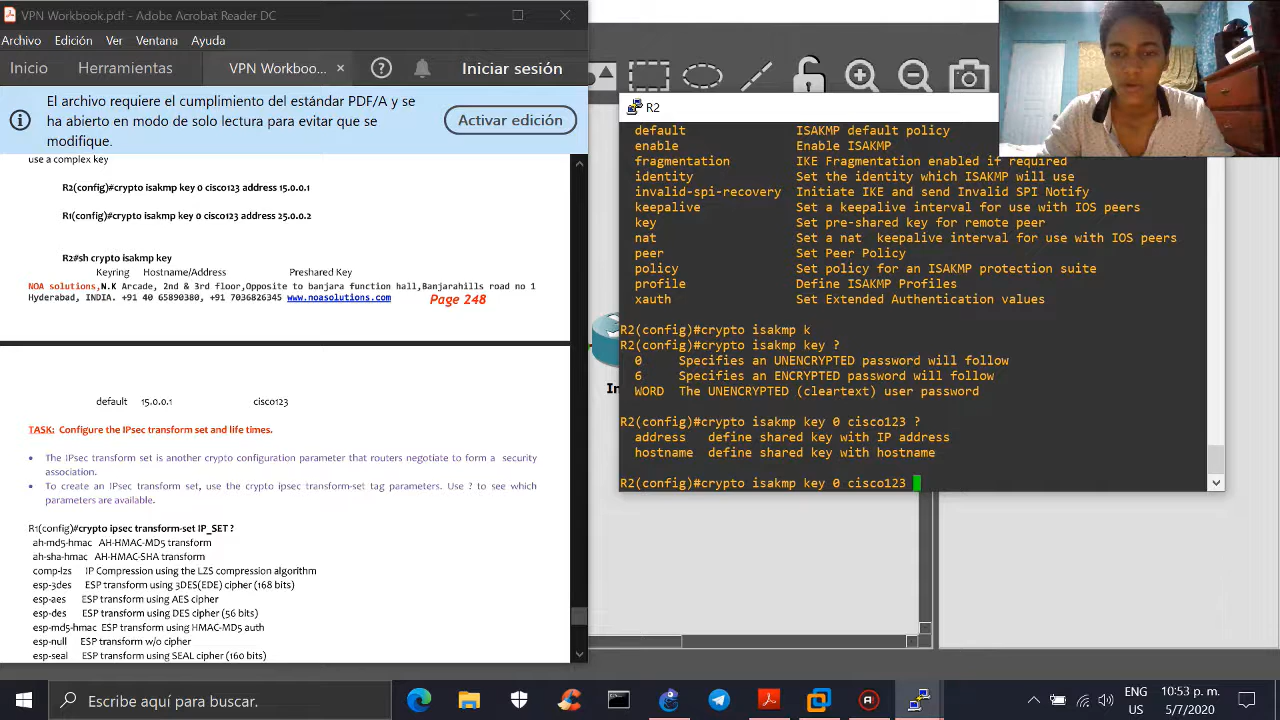 VPN Workbook.pdf - Adobe Acrobat Reader DC
Archivo Edición Ver Ventana Ayuda
Inicio Herramientas VPN Workboo... × Iniciar sesión
El archivo requiere el cumplimiento del estándar PDF/A y se
ha abierto en modo de solo lectura para evitar que se
modifique.
Activar edición
use a complex key
R2(config)#crypto isakmp key 0 cisco123 address 15.0.0.1
R1(config)#crypto isakmp key 0 cisco123 address 25.0.0.2
R2#sh crypto isakmp key
Keyring Hostname/Address Preshared Key
NOA solutions,N.K Arcade, 2nd & 3rd floor,Opposite to banjara function hall,Banjarahills road no 1
Hyderabad, INDIA. +91 40 65890380, +91 7036826345 www.noasolutions.com Page 248
default 15.0.0.1 cisco123
TASK: Configure the IPsec transform set and life times.
• The IPsec transform set is another crypto configuration parameter that routers negotiate to form a security
association.
• To create an IPsec transform set, use the crypto ipsec transform-set tag parameters. Use ? to see which
parameters are available.
R1(config)#crypto ipsec transform-set IP_SET ?
ah-md5-hmac AH-HMAC-MD5 transform
ah-sha-hmac AH-HMAC-SHA transform
comp-lzs IP Compression using the LZS compression algorithm
esp-3des ESP transform using 3DES(EDE) cipher (168 bits)
esp-aes ESP transform using AES cipher
esp-des ESP transform using DES cipher (56 bits)
esp-md5-hmac ESP transform using HMAC-MD5 auth
esp-null ESP transform w/o cipher
esp-seal ESP transform using SEAL cipher (160 bits)
In
R2
default ISAKMP default policy
enable Enable ISAKMP
fragmentation IKE Fragmentation enabled if required
identity Set the identity which ISAKMP will use
invalid-spi-recovery Initiate IKE and send Invalid SPI Notify
keepalive Set a keepalive interval for use with IOS peers
key Set pre-shared key for remote peer
nat Set a nat keepalive interval for use with IOS peers
peer Set Peer Policy
policy Set policy for an ISAKMP protection suite
profile Define ISAKMP Profiles
xauth Set Extended Authentication values
R2(config)#crypto isakmp k
R2(config)#crypto isakmp key ?
0 Specifies an UNENCRYPTED password will follow
6 Specifies an ENCRYPTED password will follow
WORD The UNENCRYPTED (cleartext) user password
R2(config)#crypto isakmp key 0 cisco123 ?
address define shared key with IP address
hostname define shared key with hostname
R2(config)#crypto isakmp key 0 cisco123
Escribe aquí para buscar.
ENG
US
10:53 p. m.
5/7/2020